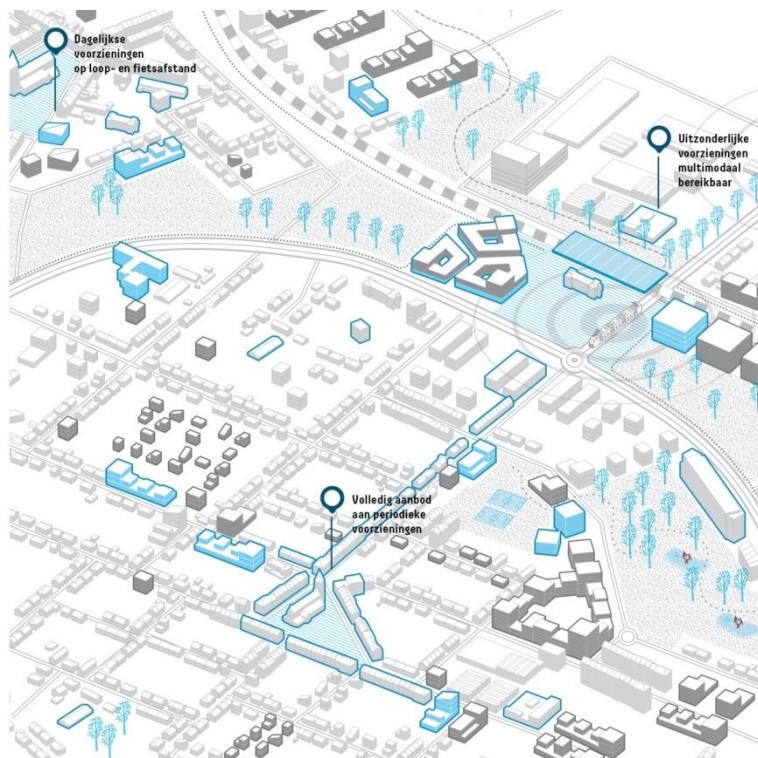 Dagelijkse
voorzieningen
op loop- en fietsafstand
Uitzonderlijke
voorzieningen
multimodaal
bereikbaar
Volledig aanbod
aan periodieke
voorzieningen